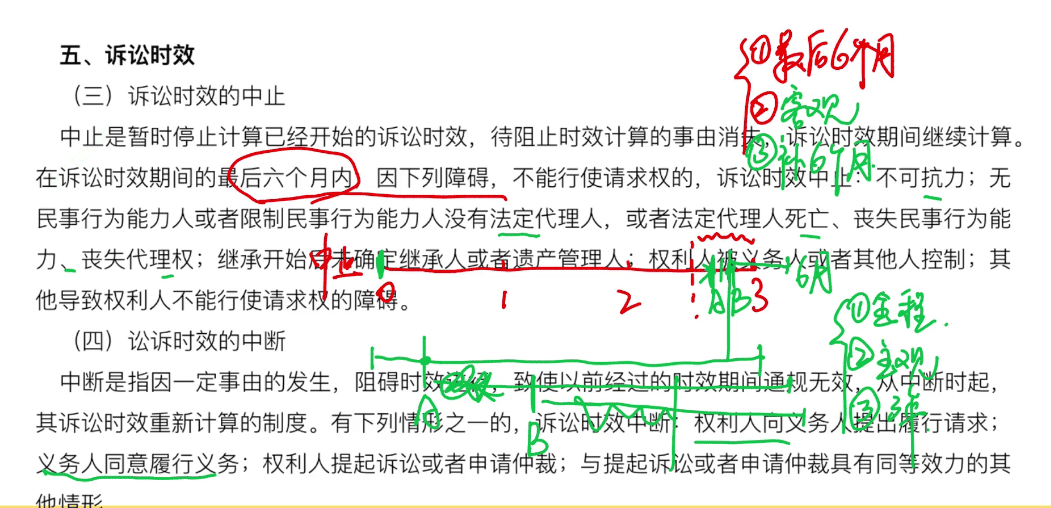 五、诉讼时效
①最后6个月
（三）诉讼时效的中止
②客观
中止是暂时停止计算已经开始的诉讼时效，待阻止时效计算的事由消失，诉讼时效期间继续计算。
③补6个月
在诉讼时效期间的最后六个月内，因下列障碍，不能行使请求权的，诉讼时效中止：不可抗力；无
民事行为能力人或者限制民事行为能力人没有法定代理人，或者法定代理人死亡、丧失民事行为能
力、丧失代理权；继承开始后未确定继承人或者遗产管理人；权利人被义务人或者其他人控制；其
中止
6月
0 1 2 A B 3
他导致权利人不能行使请求权的障碍。
①全程
（四）讼诉时效的中断
②主观
中断是指因一定事由的发生，阻碍时效进行，致使以前经过的时效期间通规无效，从中断时起，
③3年
A
其诉讼时效重新计算的制度。有下列情形之一的，诉讼时效中断：权利人向义务人提出履行请求；
B
义务人同意履行义务；权利人提起诉讼或者申请仲裁；与提起诉讼或者申请仲裁具有同等效力的其
他情形